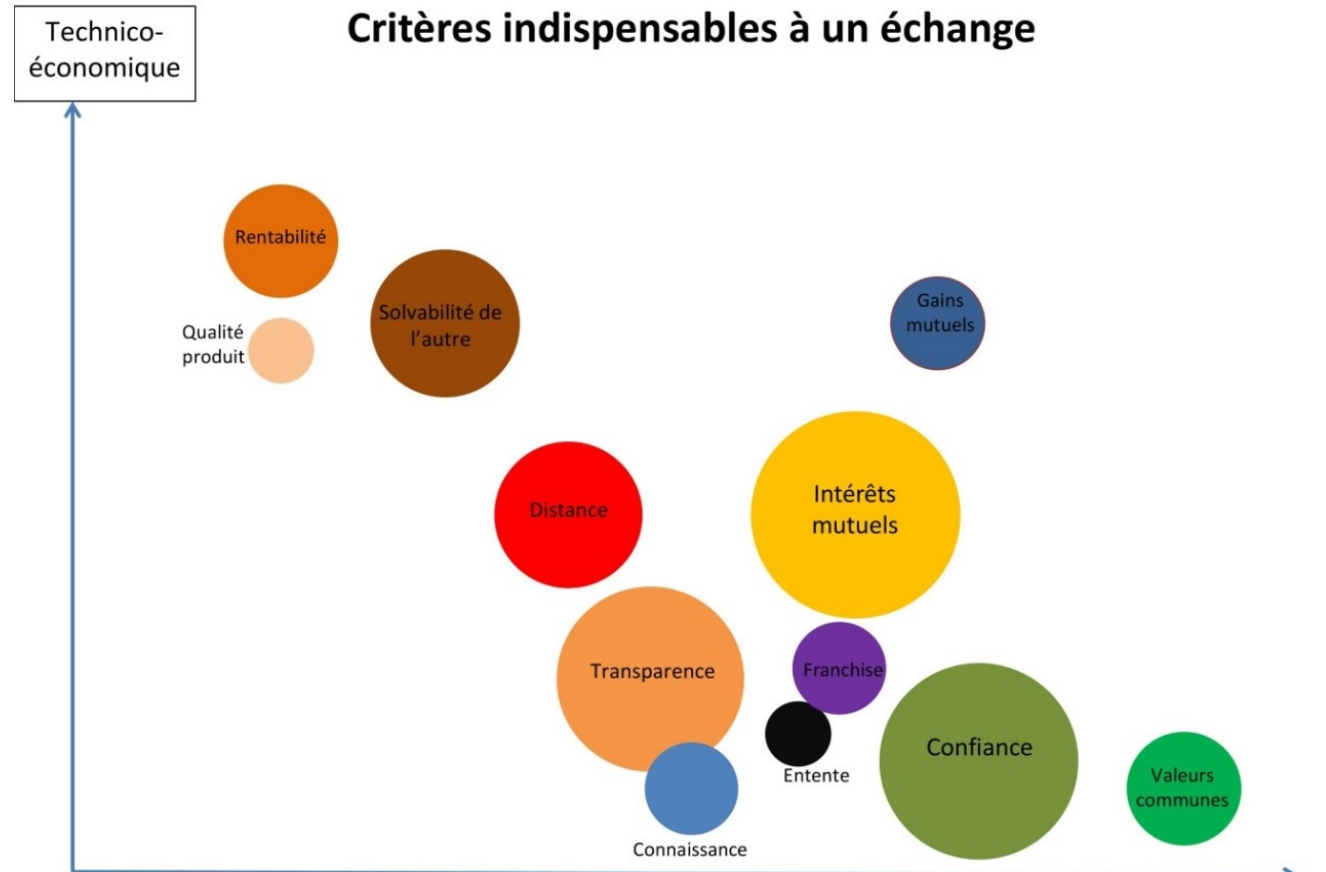 Technico-
économique
Critères indispensables à un échange
Rentabilité
Solvabilité de
l'autre
Gains
mutuels
Qualité
produit
Distance
Intérêts
mutuels
Transparence
Franchise
Confiance
Entente
Valeurs
communes
Connaissance